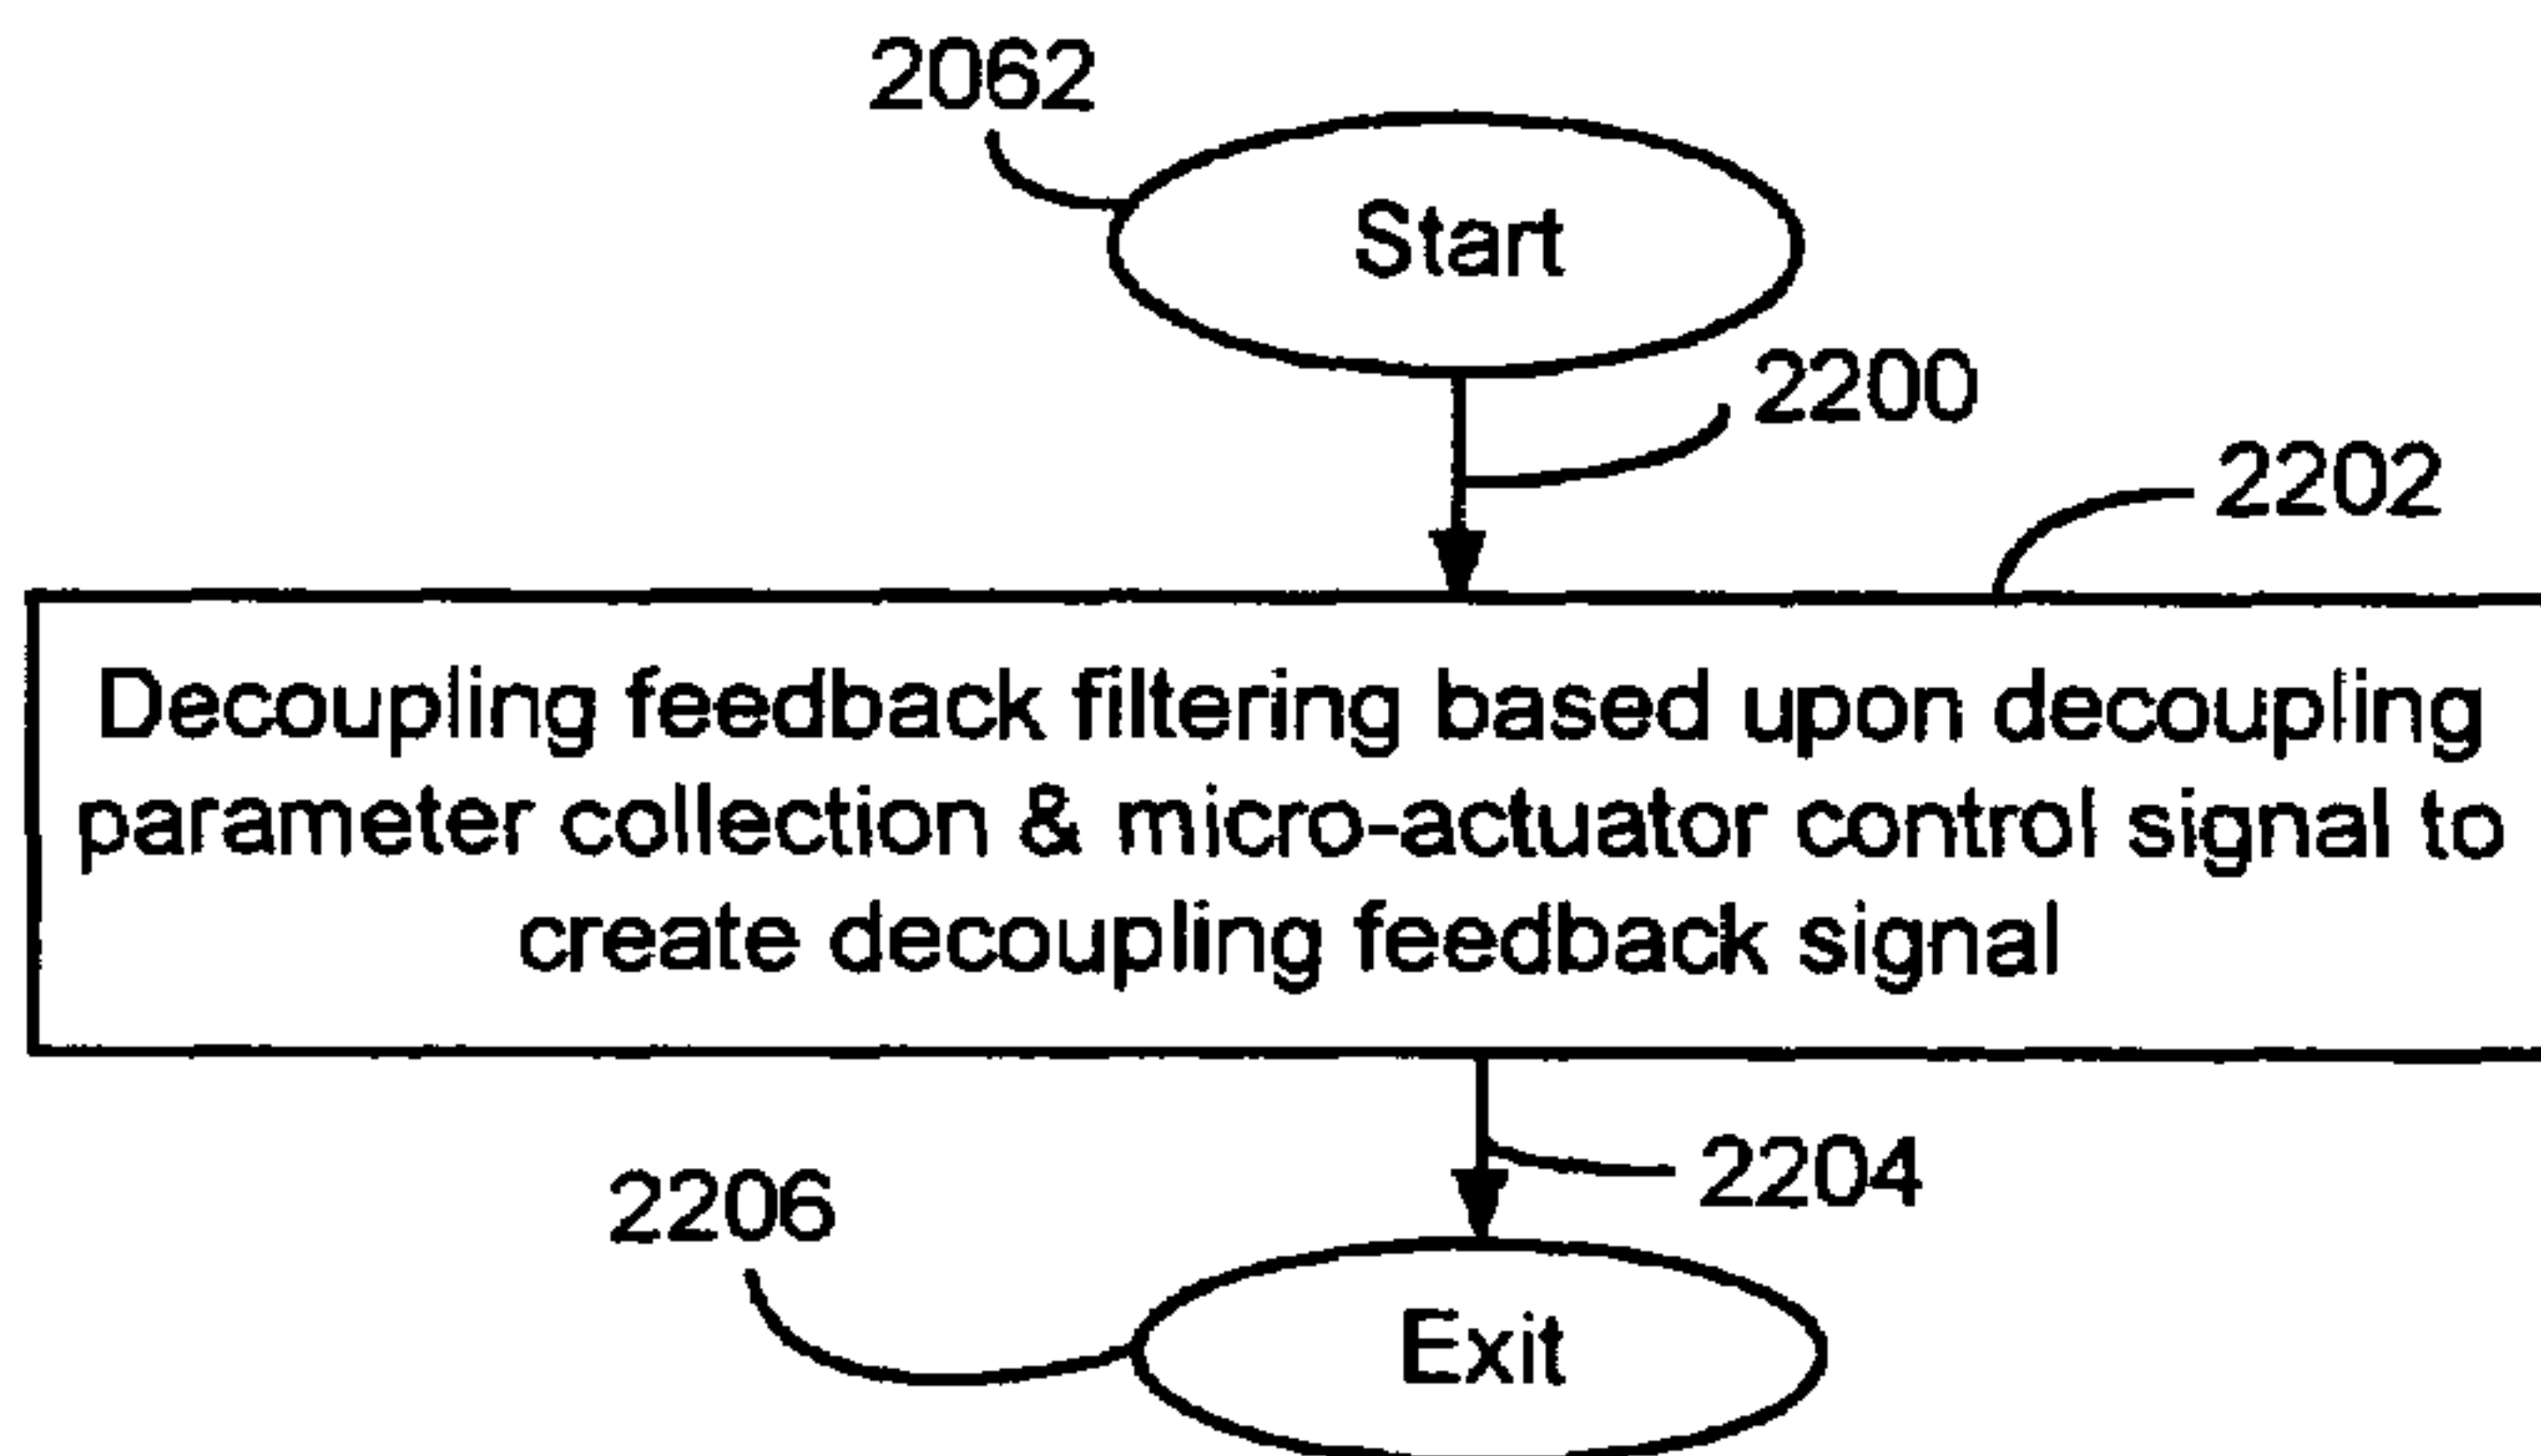 2062
Start
2200
2202
Decoupling feedback filtering based upon decoupling
parameter collection & micro-actuator control signal to
create decoupling feedback signal
2204
2206
Exit